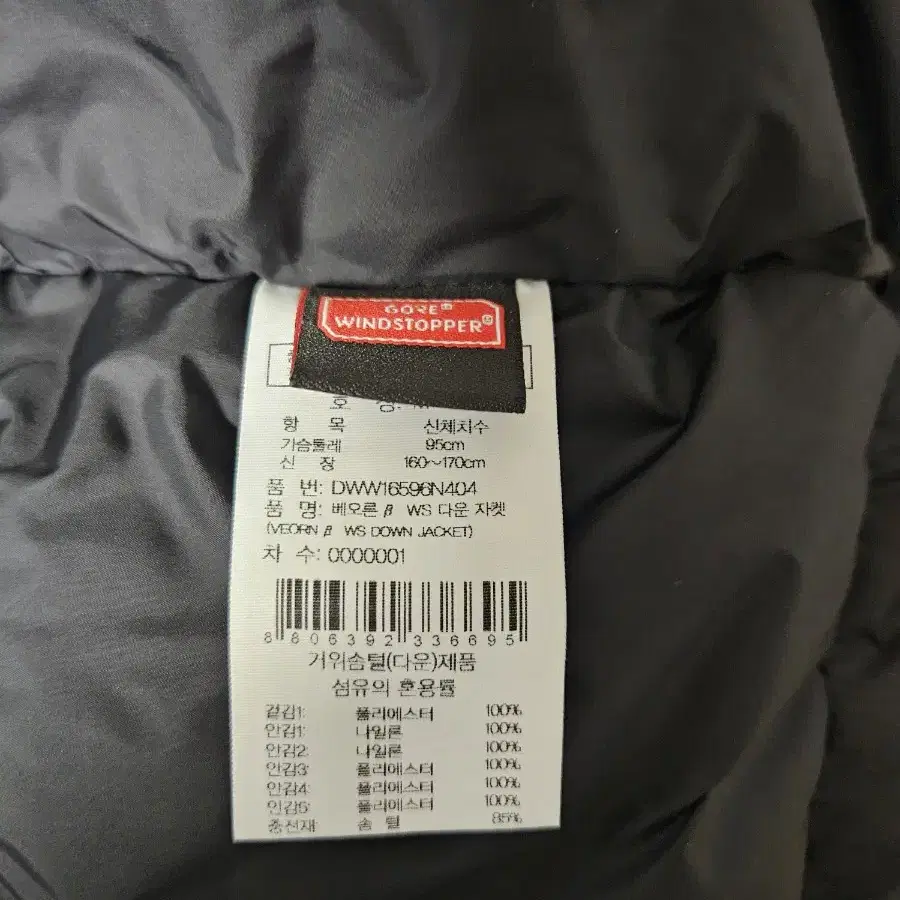 GORE®
WINDSTOPPER®
호 칭:
항 목 신체치수
가슴둘레 95cm
신 장 160~170cm
품 번: DWW16596N404
품 명: 베오른 β WS 다운 자켓
(VEORN β WS DOWN JACKET)
차 수: 0000001
8 806392 336695
거위솜털(다운)제품
섬유의 혼용률
겉감1: 폴리에스터 100%
안감1: 나일론 100%
안감2: 나일론 100%
안감3: 폴리에스터 100%
안감4: 폴리에스터 100%
안감5: 폴리에스터 100%
충전재: 솜 털 85%